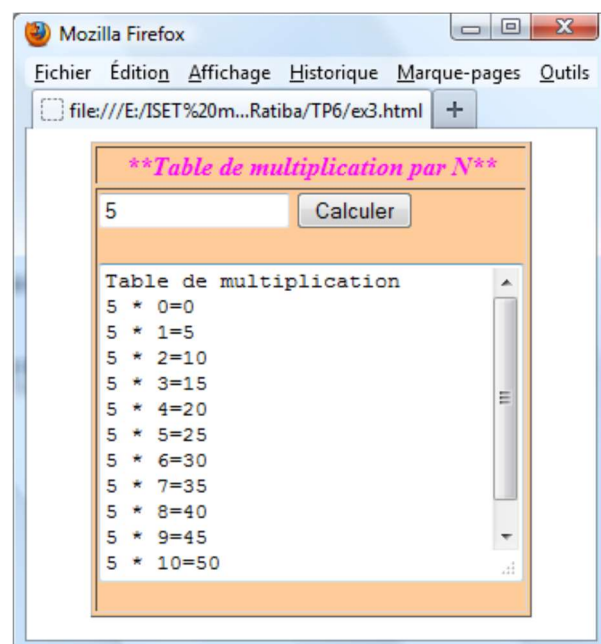 Mozilla Firefox
Fichier Édition Affichage Historique Marque-pages Outils
file:///E:/ISET%20m...Ratiba/TP6/ex3.html +
**Table de multiplication par N**
5 Calculer
Table de multiplication
5 * 0=0
5 * 1=5
5 * 2=10
5 * 3=15
5 * 4=20
5 * 5=25
5 * 6=30
5 * 7=35
5 * 8=40
5 * 9=45
5 * 10=50